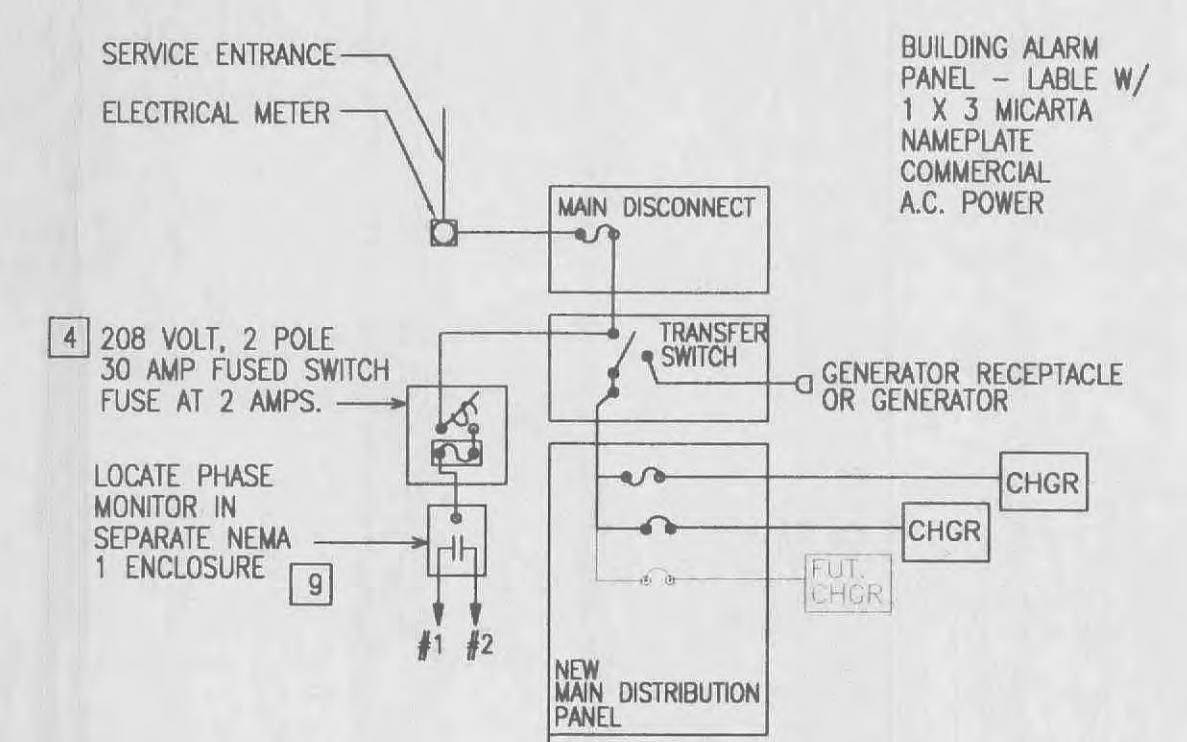 SERVICE ENTRANCE
ELECTRICAL METER
BUILDING ALARM
PANEL - LABLE W/
1 X 3 MICARTA
NAMEPLATE
COMMERCIAL
A.C. POWER
MAIN DISCONNECT
4 208 VOLT, 2 POLE
30 AMP FUSED SWITCH
FUSE AT 2 AMPS.
TRANSFER
SWITCH
GENERATOR RECEPTACLE
OR GENERATOR
LOCATE PHASE
MONITOR IN
SEPARATE NEMA
1 ENCLOSURE 9
#1 #2
CHGR
CHGR
FUT.
CHGR
NEW
MAIN DISTRIBUTION
PANEL